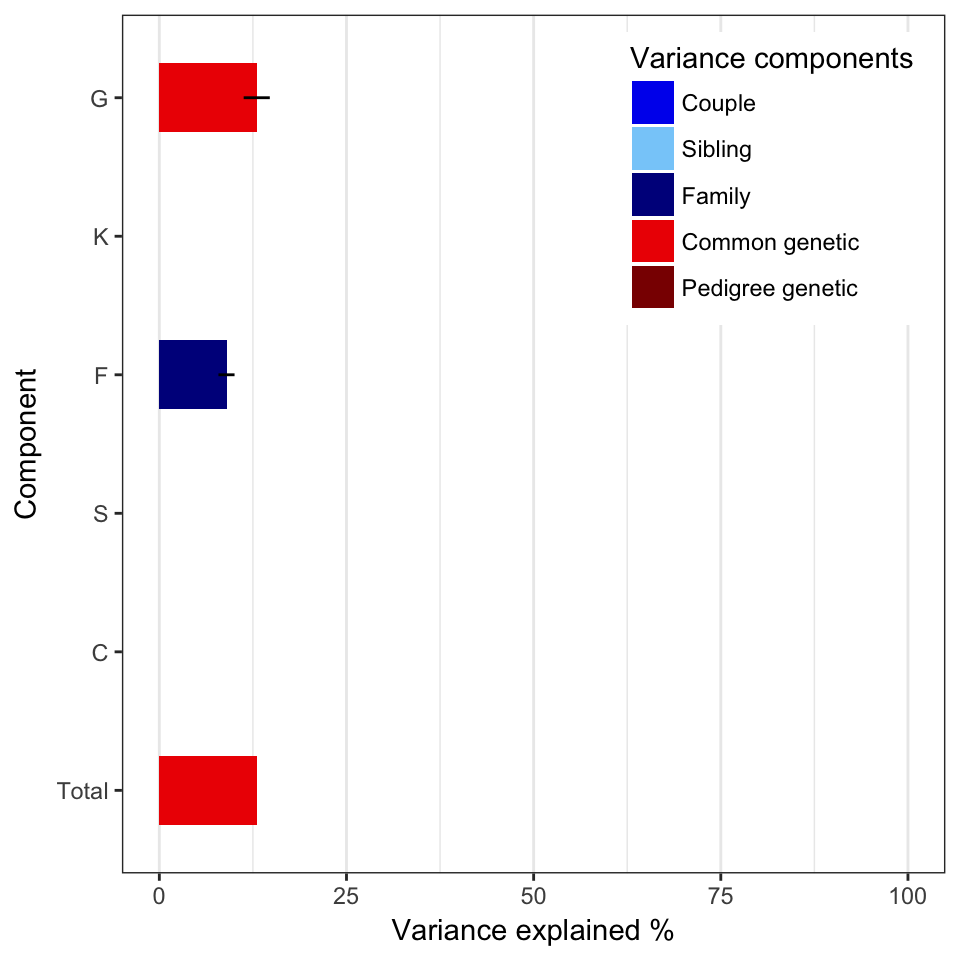 Variance components
Couple
Sibling
Family
Common genetic
Pedigree genetic
G
K
F
S
C
Total
Component
0 25 50 75 100
Variance explained %